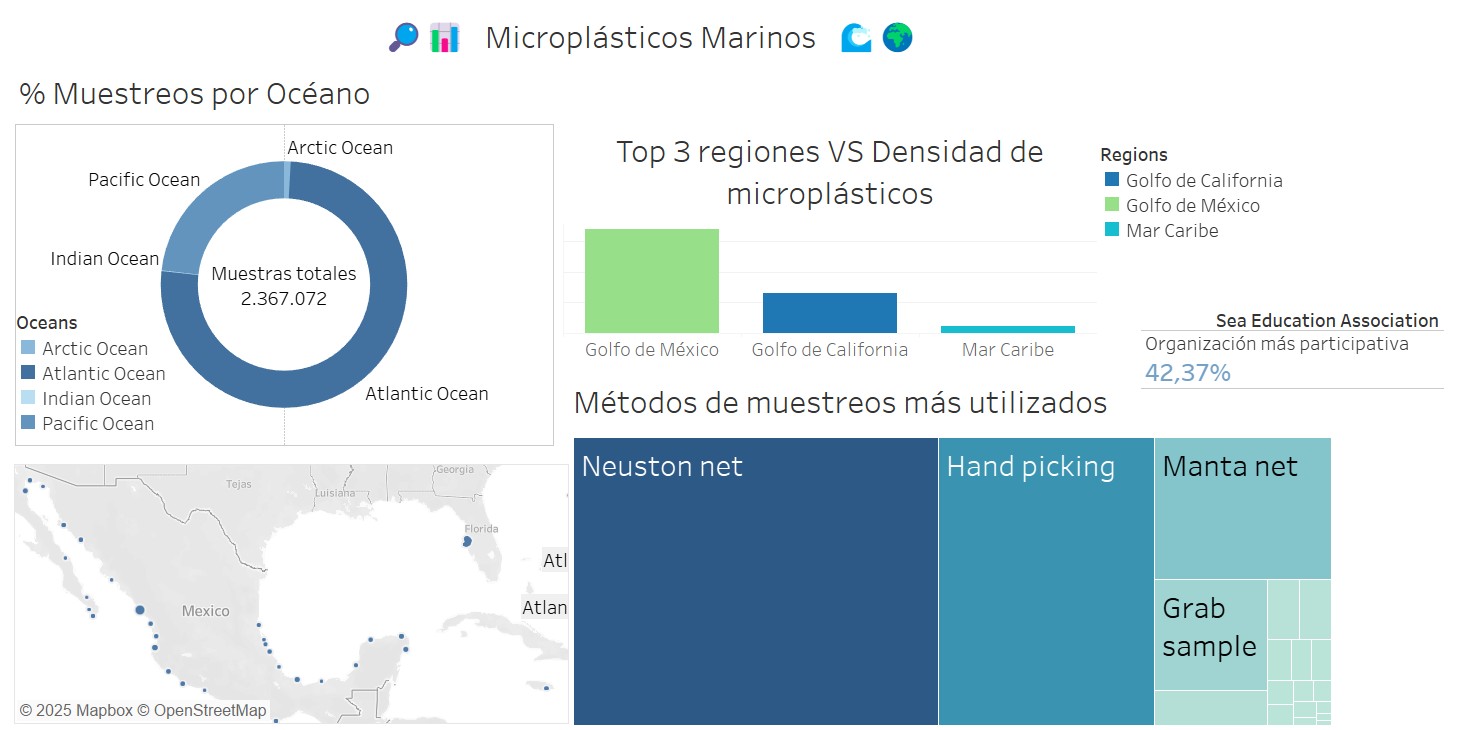 Microplásticos Marinos
% Muestreos por Océano
Arctic Ocean
Pacific Ocean
Indian Ocean
Muestras totales
2.367.072
Atlantic Ocean
Oceans
Arctic Ocean
Atlantic Ocean
Indian Ocean
Pacific Ocean
Top 3 regiones VS Densidad de
microplásticos
Golfo de México
Golfo de California
Mar Caribe
Regions
Golfo de California
Golfo de México
Mar Caribe
Sea Education Association
Organización más participativa
42,37%
Métodos de muestreos más utilizados
Neuston net
Hand picking
Manta net
Grab
sample
Georgia
Tejas
Louisiana
Florida
Atl
Atlan
Mexico
© 2025 Mapbox © OpenStreetMap